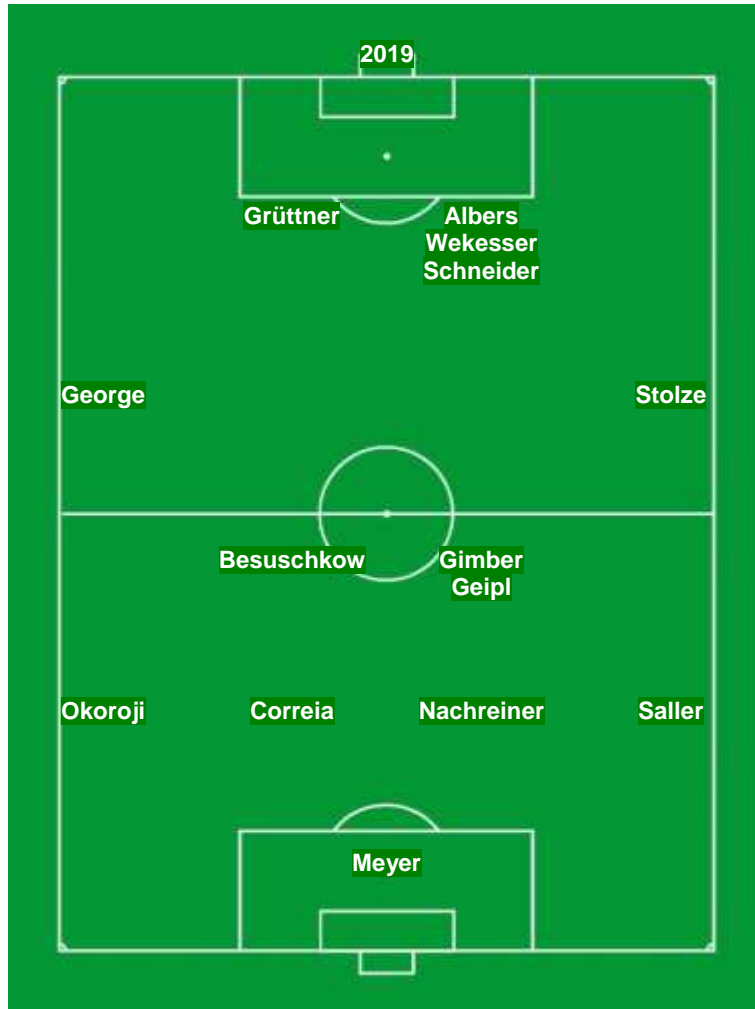 2019
Grüttner
Albers
Wekesser
Schneider
George
Stolze
Besuschkow
Gimber
Geipl
Okoroji
Correia
Nachreiner
Saller
Meyer